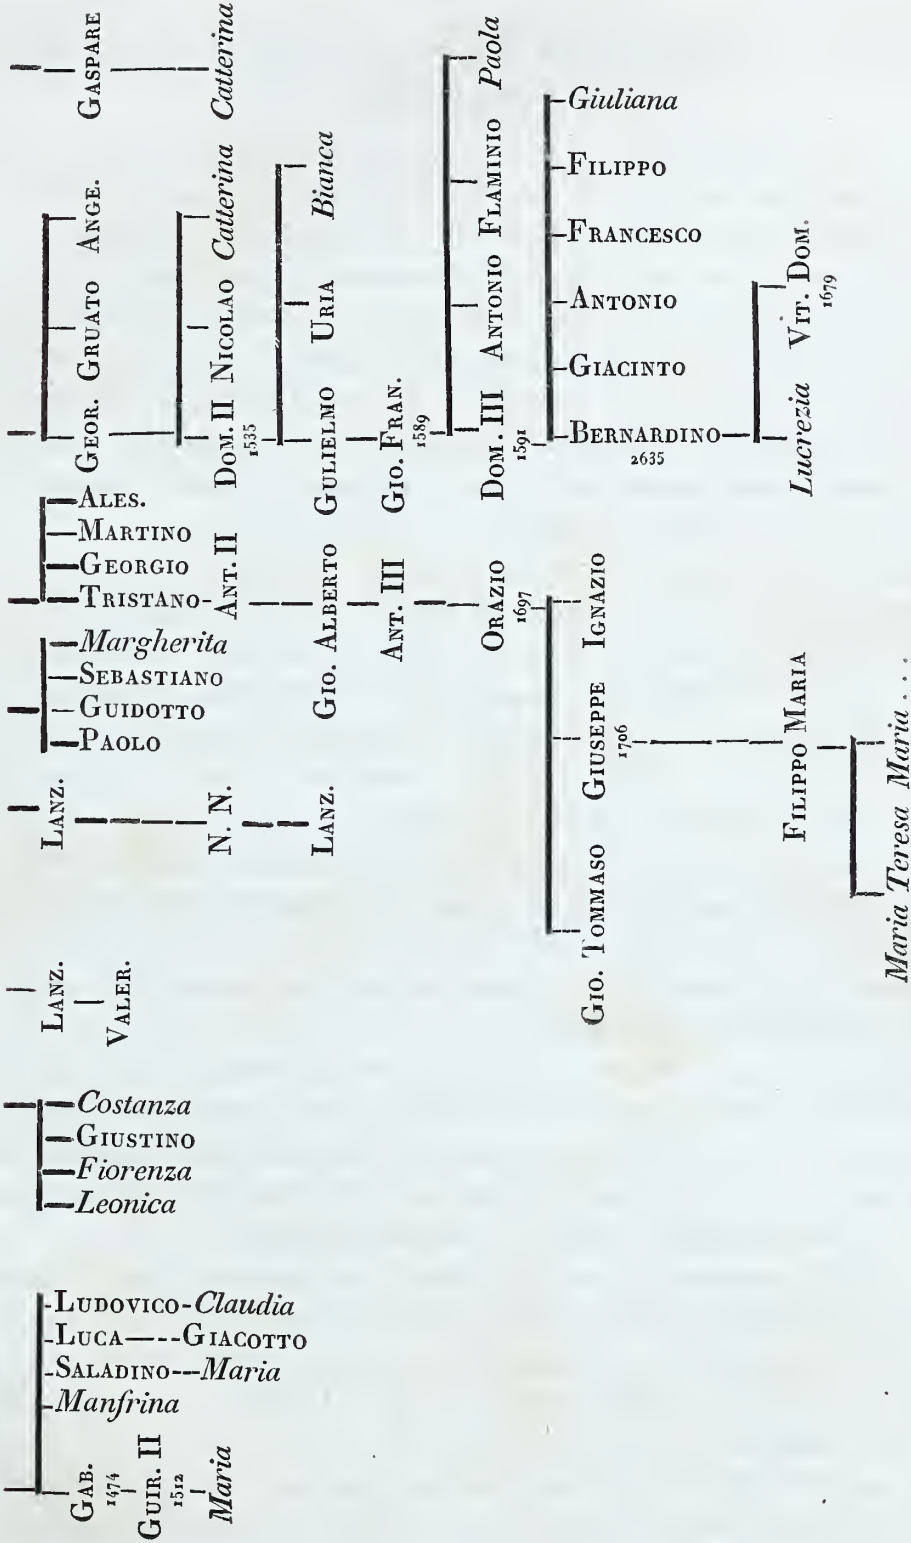 GASPARE
Catterina
GEOR. GRUATO ANGE.
DOM. II NICOLAO Catterina
1535
GULIELMO URIA Bianca
GIO. FRAN.
1589
DOM. III ANTONIO FLAMINIO Paola
1591
Giuliana
FILIPPO
FRANCESCO
ANTONIO
GIACINTO
BERNARDINO
2635
Lucrezia VIT. DOM.
1679
ALES.
MARTINO
GEORGIO
TRISTANO
ANT. II
GIO. ALBERTO
ANT. III
ORAZIO
1697
GIO. TOMMASO GIUSEPPE IGNAZIO
1706
FILIPPO MARIA
Maria Teresa Maria . . .
Margherita
SEBASTIANO
GUIDOTTO
PAOLO
LANZ.
N. N.
LANZ.
LANZ.
VALER.
Costanza
GIUSTINO
Fiorenza
Leonica
LUDOVICO-Claudia
LUCA----GIACOTTO
SALADINO---Maria
Manfrina
GAB.
1474
GUIR. II
1512
Maria